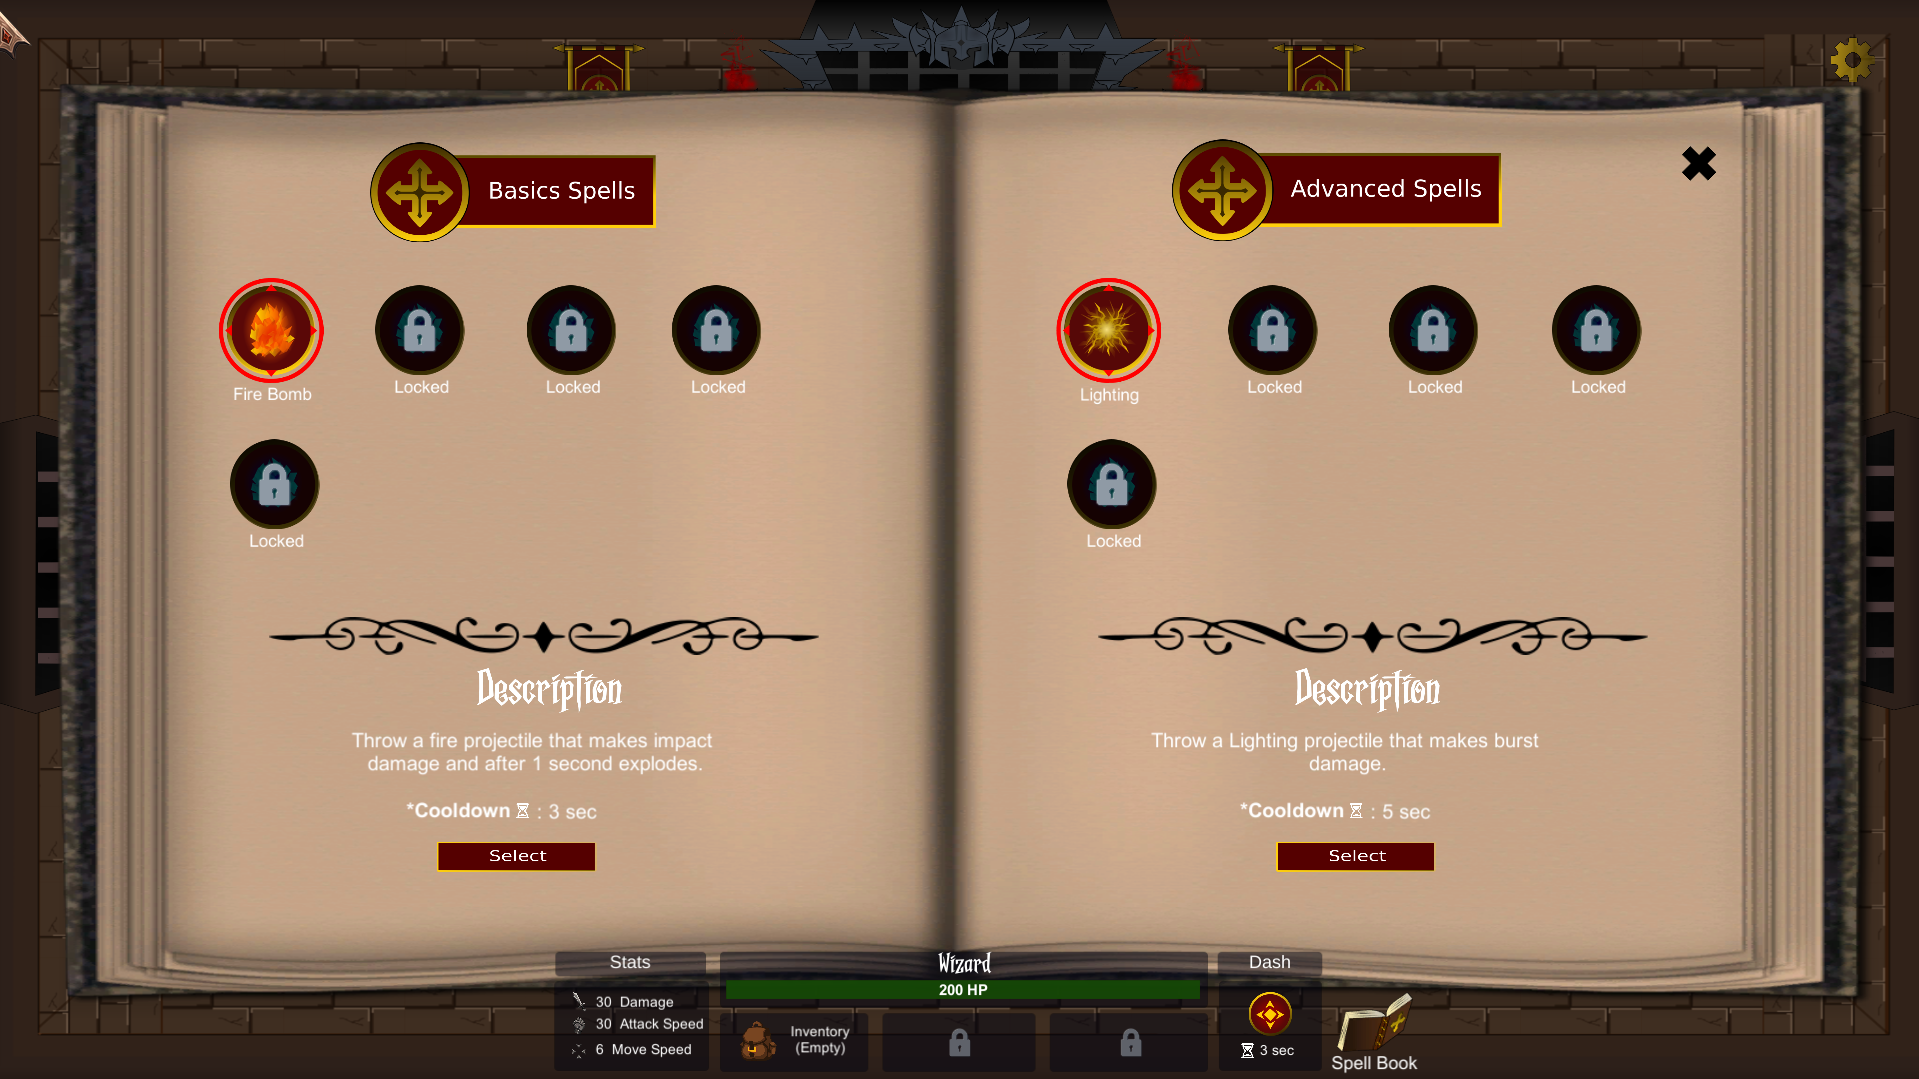 Basics Spells
Fire Bomb
Locked
Locked
Locked
Locked
Description
Throw a fire projectile that makes impact
damage and after 1 second explodes.
*Cooldown : 3 sec
Select
Advanced Spells
Lighting
Locked
Locked
Locked
Locked
Description
Throw a Lighting projectile that makes burst
damage.
*Cooldown : 5 sec
Select
Stats
30 Damage
30 Attack Speed
6 Move Speed
Wizard
200 HP
Inventory
(Empty)
Dash
3 sec
Spell Book